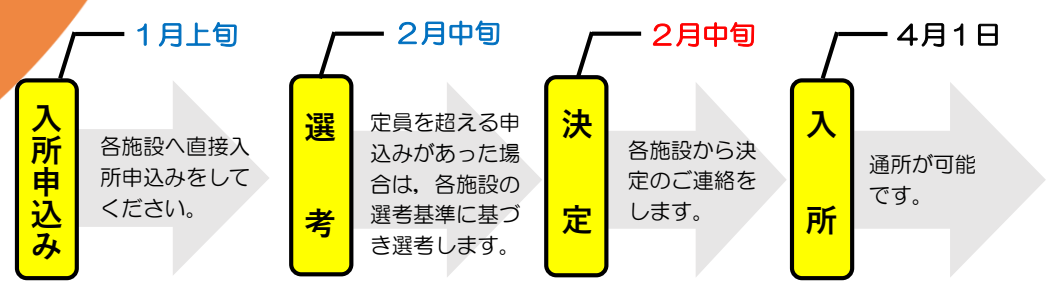 １月上旬
入所申込み
各施設へ直接入
所申込みをして
ください。
２月中旬
選考
定員を超える申
込みがあった場
合は，各施設の
選考基準に基づ
き選考します。
２月中旬
決定
各施設から決
定のご連絡を
します。
４月１日
入所
通所が可能
です。